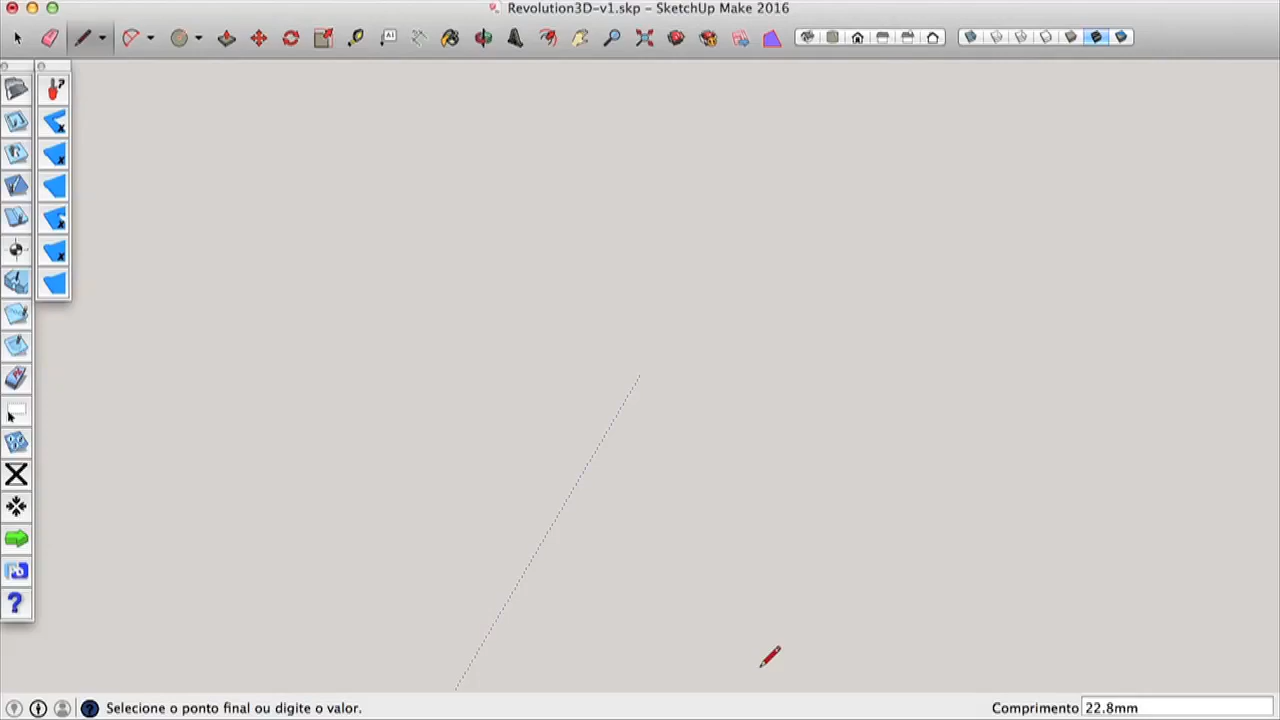 Revolution3D-v1.skp - SketchUp Make 2016
Selecione o ponto final ou digite o valor.
Comprimento 22.8mm